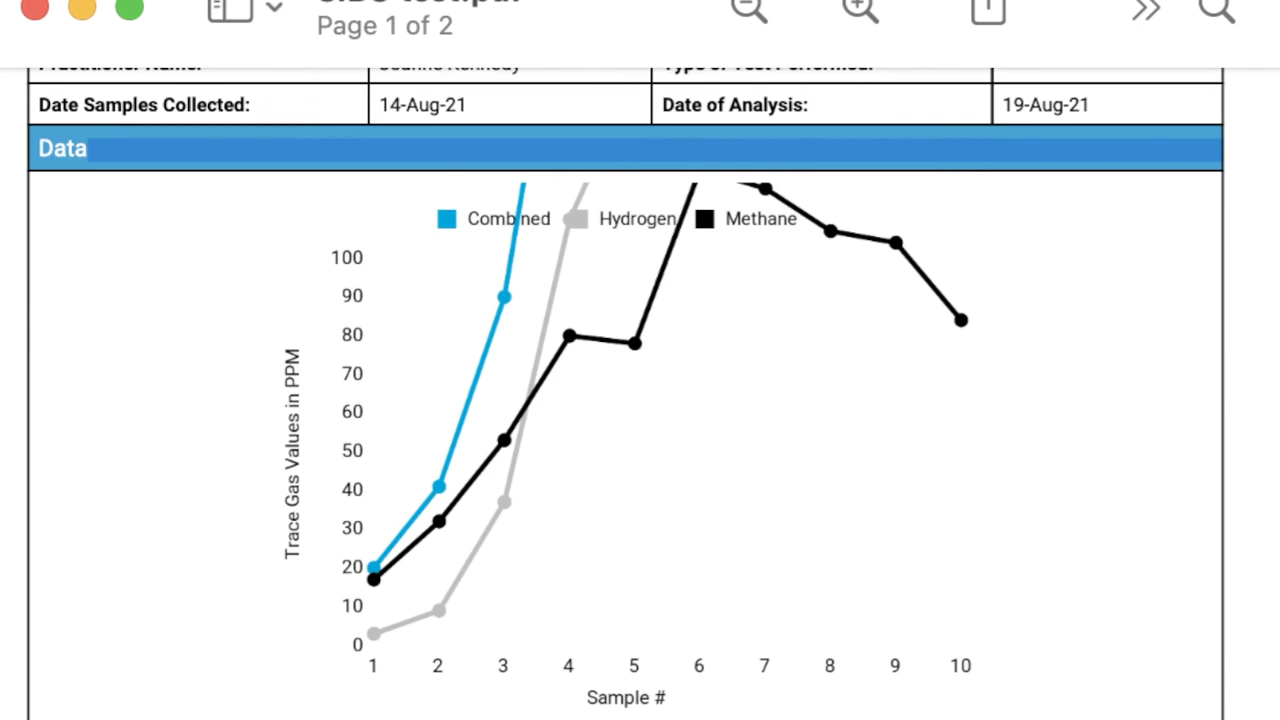 Page 1 of 2
Date Samples Collected: 14-Aug-21 Date of Analysis: 19-Aug-21
Data
Combined Hydrogen Methane
100
90
80
70
60
50
40
30
20
10
0
Trace Gas Values in PPM
1 2 3 4 5 6 7 8 9 10
Sample #